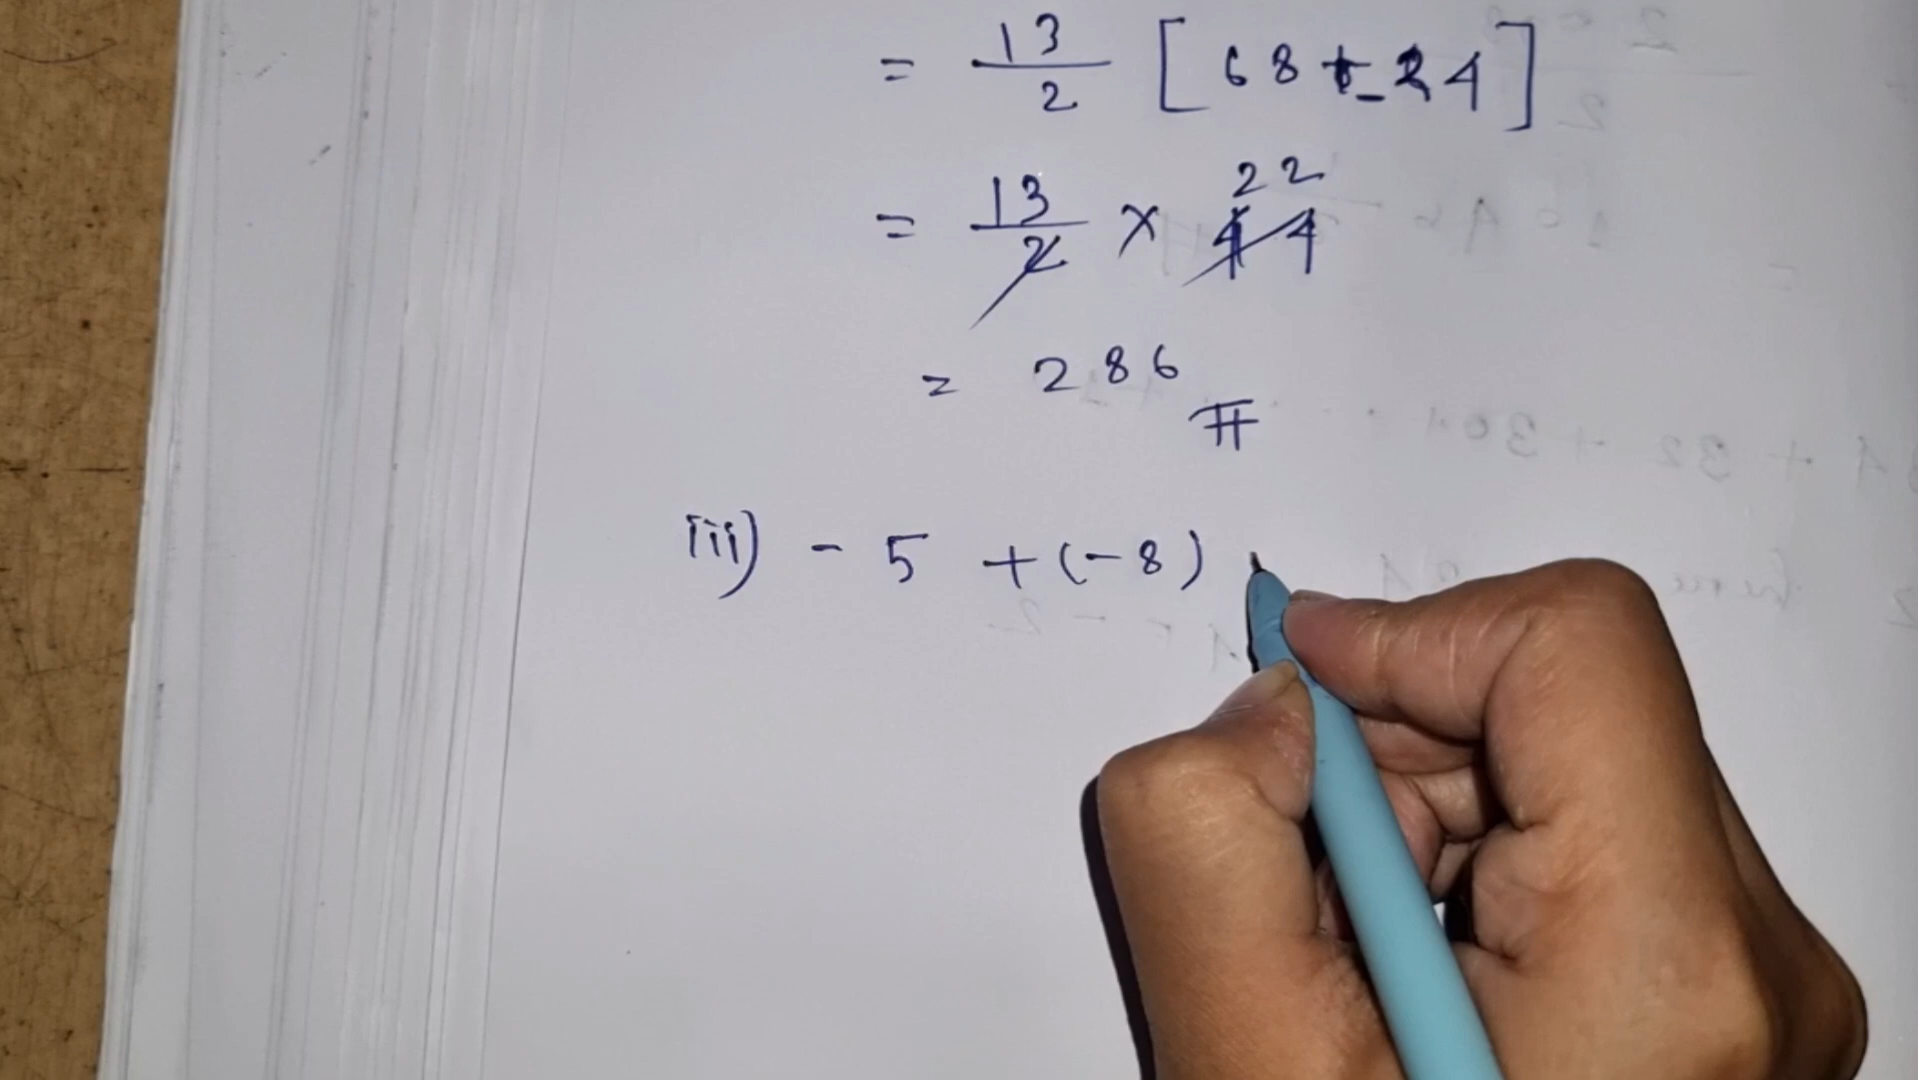 = 13/2 [68 + -24]
= 13/2 × 44 22
= 286
iii) - 5 + (-8)